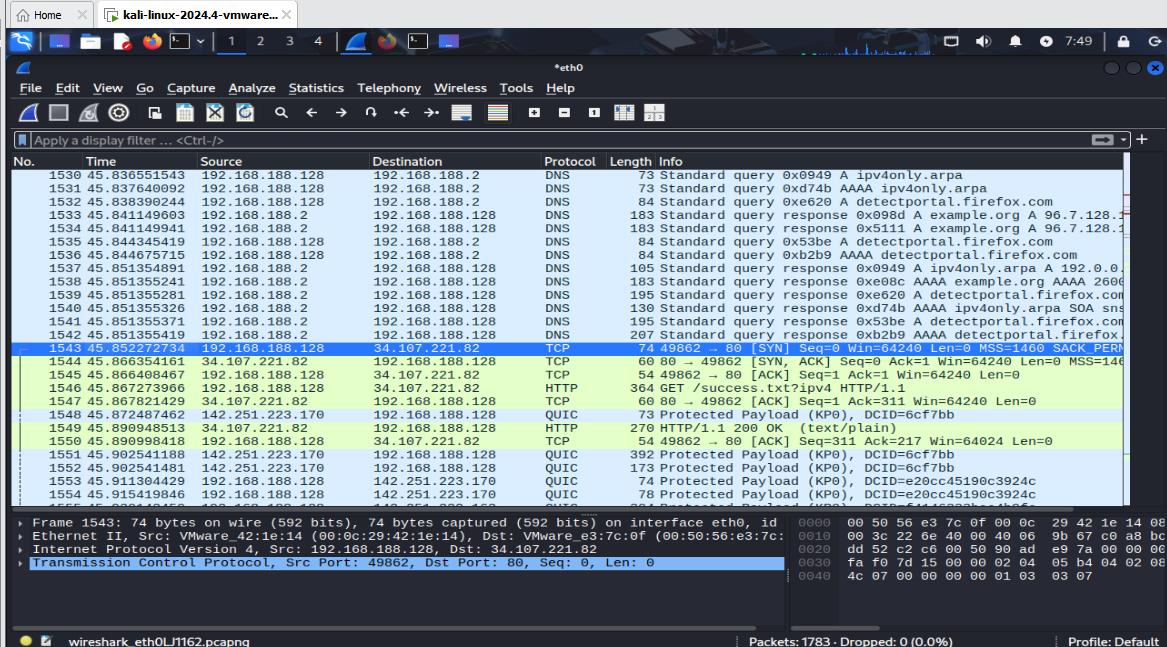 Home
kali-linux-2024.4-vmware...
1 2 3 4 7:49
*eth0
File Edit View Go Capture Analyze Statistics Telephony Wireless Tools Help
Apply a display filter ... <Ctrl-/>
No. Time Source Destination Protocol Length Info
1530 45.836551543 192.168.188.128 192.168.188.2 DNS 73 Standard query 0x0949 A ipv4only.arpa
1531 45.837640092 192.168.188.128 192.168.188.2 DNS 73 Standard query 0xd74b AAAA ipv4only.arpa
1532 45.838390244 192.168.188.128 192.168.188.2 DNS 84 Standard query 0xe620 A detectportal.firefox.com
1533 45.841149603 192.168.188.2 192.168.188.128 DNS 183 Standard query response 0x098d A example.org A 96.7.128.1
1534 45.841149941 192.168.188.2 192.168.188.128 DNS 183 Standard query response 0x5111 A example.org A 96.7.128.1
1535 45.844345419 192.168.188.128 192.168.188.2 DNS 84 Standard query 0x53be A detectportal.firefox.com
1536 45.844675715 192.168.188.128 192.168.188.2 DNS 84 Standard query 0xb2b9 AAAA detectportal.firefox.com
1537 45.851354891 192.168.188.2 192.168.188.128 DNS 105 Standard query response 0x0949 A ipv4only.arpa A 192.0.0.
1538 45.851355241 192.168.188.2 192.168.188.128 DNS 183 Standard query response 0xe08c AAAA example.org AAAA 2600
1539 45.851355281 192.168.188.2 192.168.188.128 DNS 195 Standard query response 0xe620 A detectportal.firefox.com
1540 45.851355326 192.168.188.2 192.168.188.128 DNS 130 Standard query response 0xd74b AAAA ipv4only.arpa SOA sns
1541 45.851355371 192.168.188.2 192.168.188.128 DNS 195 Standard query response 0x53be A detectportal.firefox.com
1542 45.851355419 192.168.188.2 192.168.188.128 DNS 207 Standard query response 0xb2b9 AAAA detectportal.firefox.
1543 45.852272734 192.168.188.128 34.107.221.82 TCP 74 49862 → 80 [SYN] Seq=0 Win=64240 Len=0 MSS=1460 SACK_PERM
1544 45.866354161 34.107.221.82 192.168.188.128 TCP 60 80 → 49862 [SYN, ACK] Seq=0 Ack=1 Win=64240 Len=0 MSS=146
1545 45.866408467 192.168.188.128 34.107.221.82 TCP 54 49862 → 80 [ACK] Seq=1 Ack=1 Win=64240 Len=0
1546 45.867273966 192.168.188.128 34.107.221.82 HTTP 364 GET /success.txt?ipv4 HTTP/1.1
1547 45.867821429 34.107.221.82 192.168.188.128 TCP 60 80 → 49862 [ACK] Seq=1 Ack=311 Win=64240 Len=0
1548 45.872487462 142.251.223.170 192.168.188.128 QUIC 73 Protected Payload (KP0), DCID=6cf7bb
1549 45.890948513 34.107.221.82 192.168.188.128 HTTP 270 HTTP/1.1 200 OK (text/plain)
1550 45.890998418 192.168.188.128 34.107.221.82 TCP 54 49862 → 80 [ACK] Seq=311 Ack=217 Win=64024 Len=0
1551 45.902541188 142.251.223.170 192.168.188.128 QUIC 392 Protected Payload (KP0), DCID=6cf7bb
1552 45.902541481 142.251.223.170 192.168.188.128 QUIC 173 Protected Payload (KP0), DCID=6cf7bb
1553 45.911304429 192.168.188.128 142.251.223.170 QUIC 74 Protected Payload (KP0), DCID=e20cc45190c3924c
1554 45.915419846 192.168.188.128 142.251.223.170 QUIC 78 Protected Payload (KP0), DCID=e20cc45190c3924c
Frame 1543: 74 bytes on wire (592 bits), 74 bytes captured (592 bits) on interface eth0, id
Ethernet II, Src: VMware_42:1e:14 (00:0c:29:42:1e:14), Dst: VMware_e3:7c:0f (00:50:56:e3:7c:
Internet Protocol Version 4, Src: 192.168.188.128, Dst: 34.107.221.82
Transmission Control Protocol, Src Port: 49862, Dst Port: 80, Seq: 0, Len: 0
0000 00 50 56 e3 7c 0f 00 0c 29 42 1e 14 08
0010 00 3c 22 6e 40 00 40 06 9b 67 c0 a8 bc
0020 dd 52 c2 c6 00 50 90 ad e9 7a 00 00 00
0030 fa f0 7d 15 00 00 02 04 05 b4 04 02 08
0040 4c 07 00 00 00 00 01 03 03 07
wireshark_eth0LJ1162.pcapng
Packets: 1783 · Dropped: 0 (0.0%)
Profile: Default